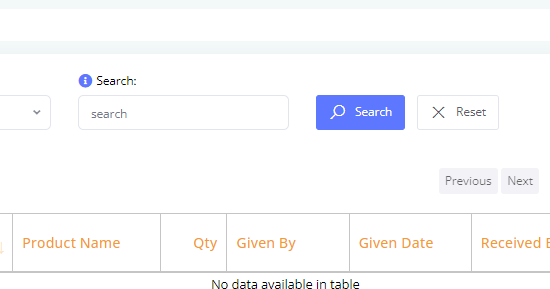 Search:
search
Search
Reset
Previous Next
Product Name Qty Given By Given Date Received
No data available in table